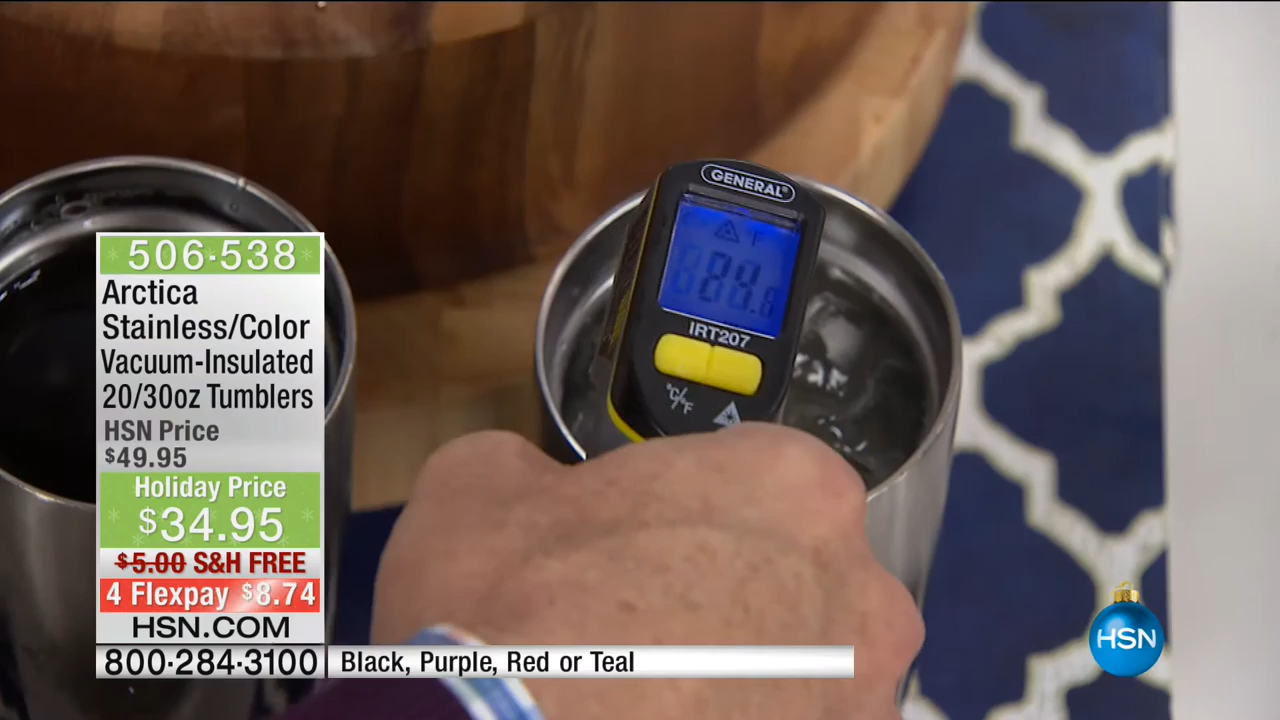 506·538
Arctica
Stainless/Color
Vacuum-Insulated
20/30oz Tumblers
HSN Price
$49.95
Holiday Price
$34.95
$5.00 S&H FREE
4 Flexpay $8.74
HSN.COM
800·284·3100
Black, Purple, Red or Teal
GENERAL®
F
IRT207
°C/°F
HSN